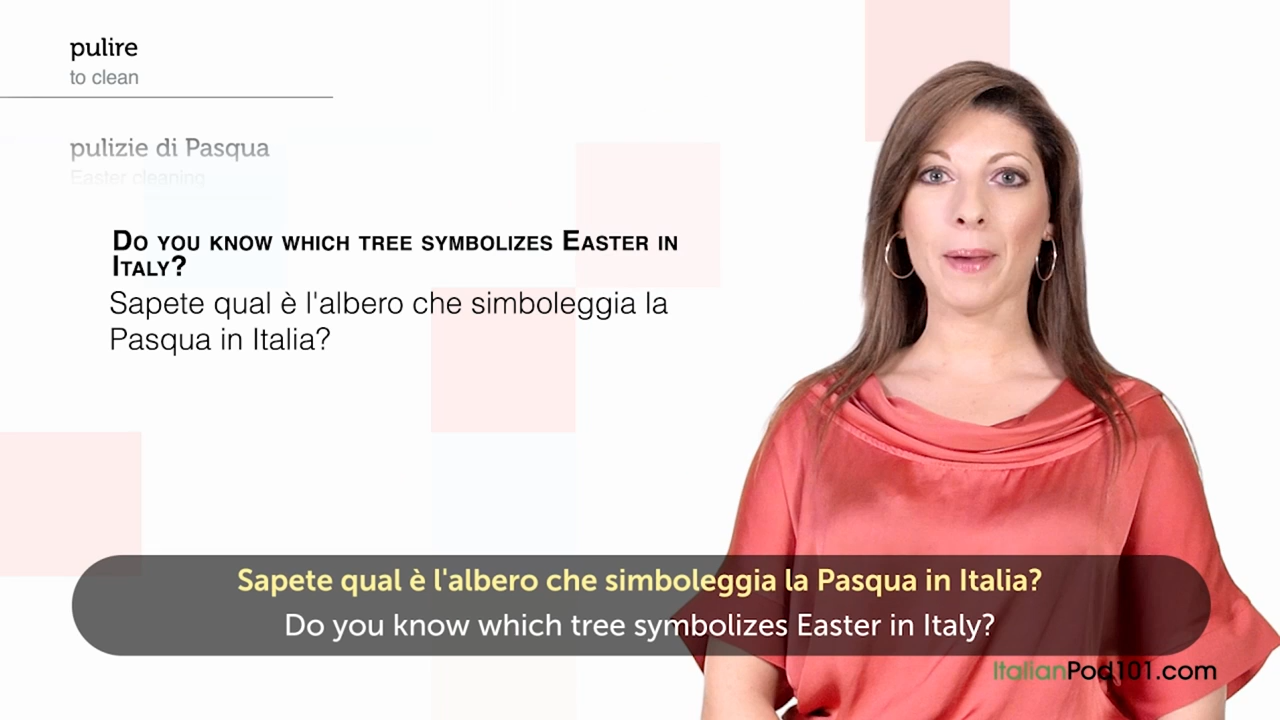 pulire
to clean
pulizie di Pasqua
Easter cleaning
Do you know which tree symbolizes Easter in
Italy?
Sapete qual è l'albero che simboleggia la
Pasqua in Italia?
Sapete qual è l'albero che simboleggia la Pasqua in Italia?
Do you know which tree symbolizes Easter in Italy?
ItalianPod101.com